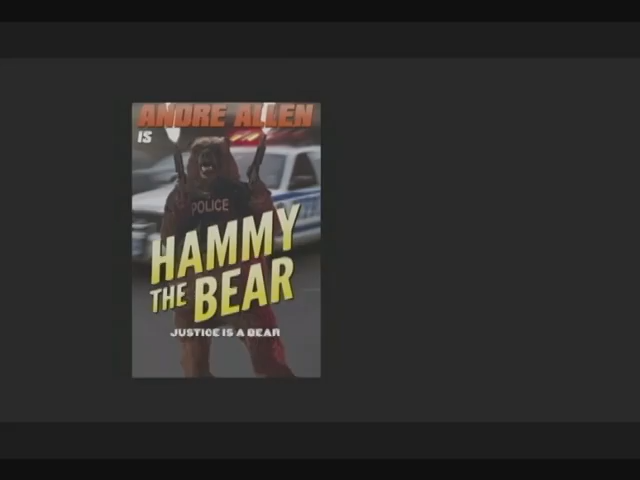 ANDRE ALLEN
IS
POLICE
HAMMY
THE BEAR
JUSTICE IS A BEAR